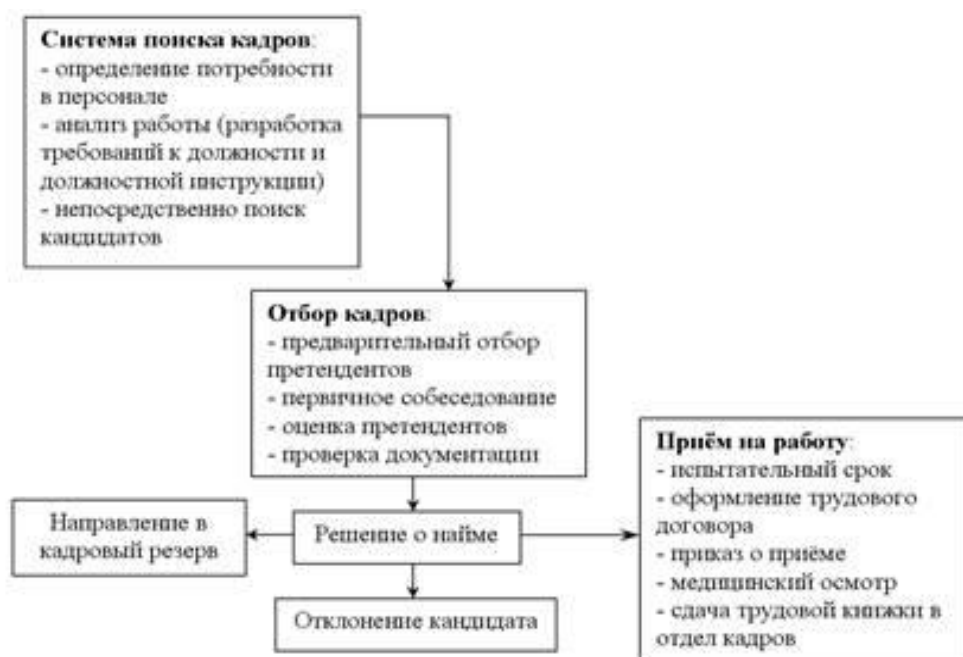 Система поиска кадров:
- определение потребности
в персонале
- анализ работы (разработка
требований к должности и
должностной инструкции)
- непосредственно поиск
кандидатов
Отбор кадров:
- предварительный отбор
претендентов
- первичное собеседование
- оценка претендентов
- проверка документации
Направление в
кадровый резерв
Решение о найме
Отклонение кандидата
Приём на работу:
- испытательный срок
- оформление трудового
договора
- приказ о приёме
- медицинский осмотр
- сдача трудовой книжки в
отдел кадров